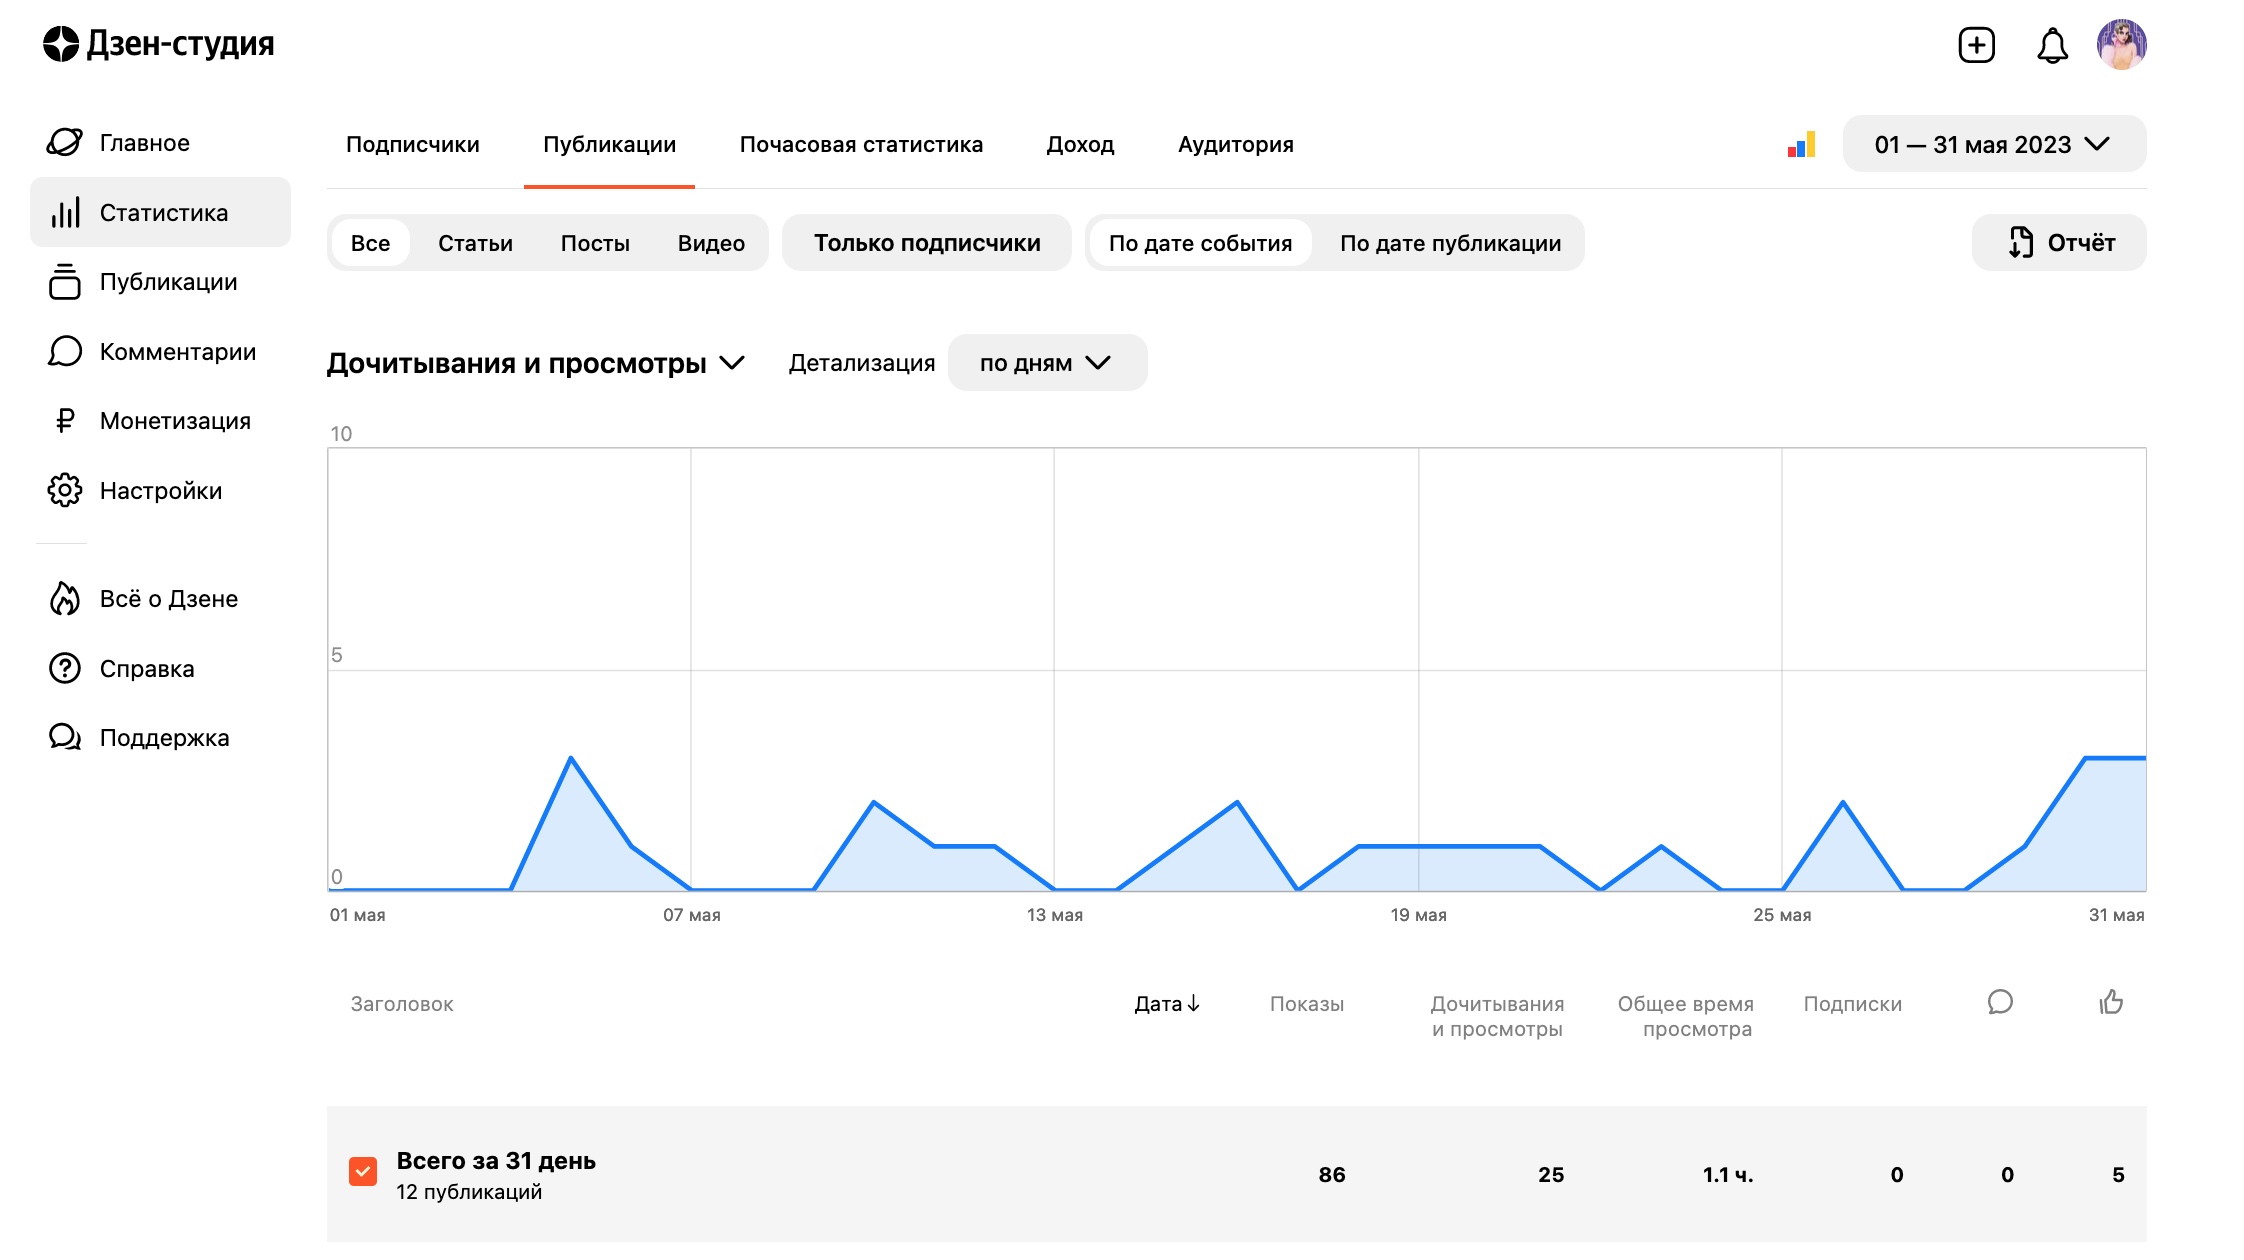 Дзен-студия
Главное
Статистика
Публикации
Комментарии
Монетизация
Настройки
Всё о Дзене
Справка
Поддержка
Подписчики Публикации Почасовая статистика Доход Аудитория 01 — 31 мая 2023
Все Статьи Посты Видео Только подписчики По дате события По дате публикации Отчёт
Дочитывания и просмотры Детализация по дням
10
5
0
01 мая 07 мая 13 мая 19 мая 25 мая 31 мая
Заголовок Дата↓ Показы Дочитывания и просмотры Общее время просмотра Подписки
Всего за 31 день 86 25 1.1 ч. 0 0 5
12 публикаций